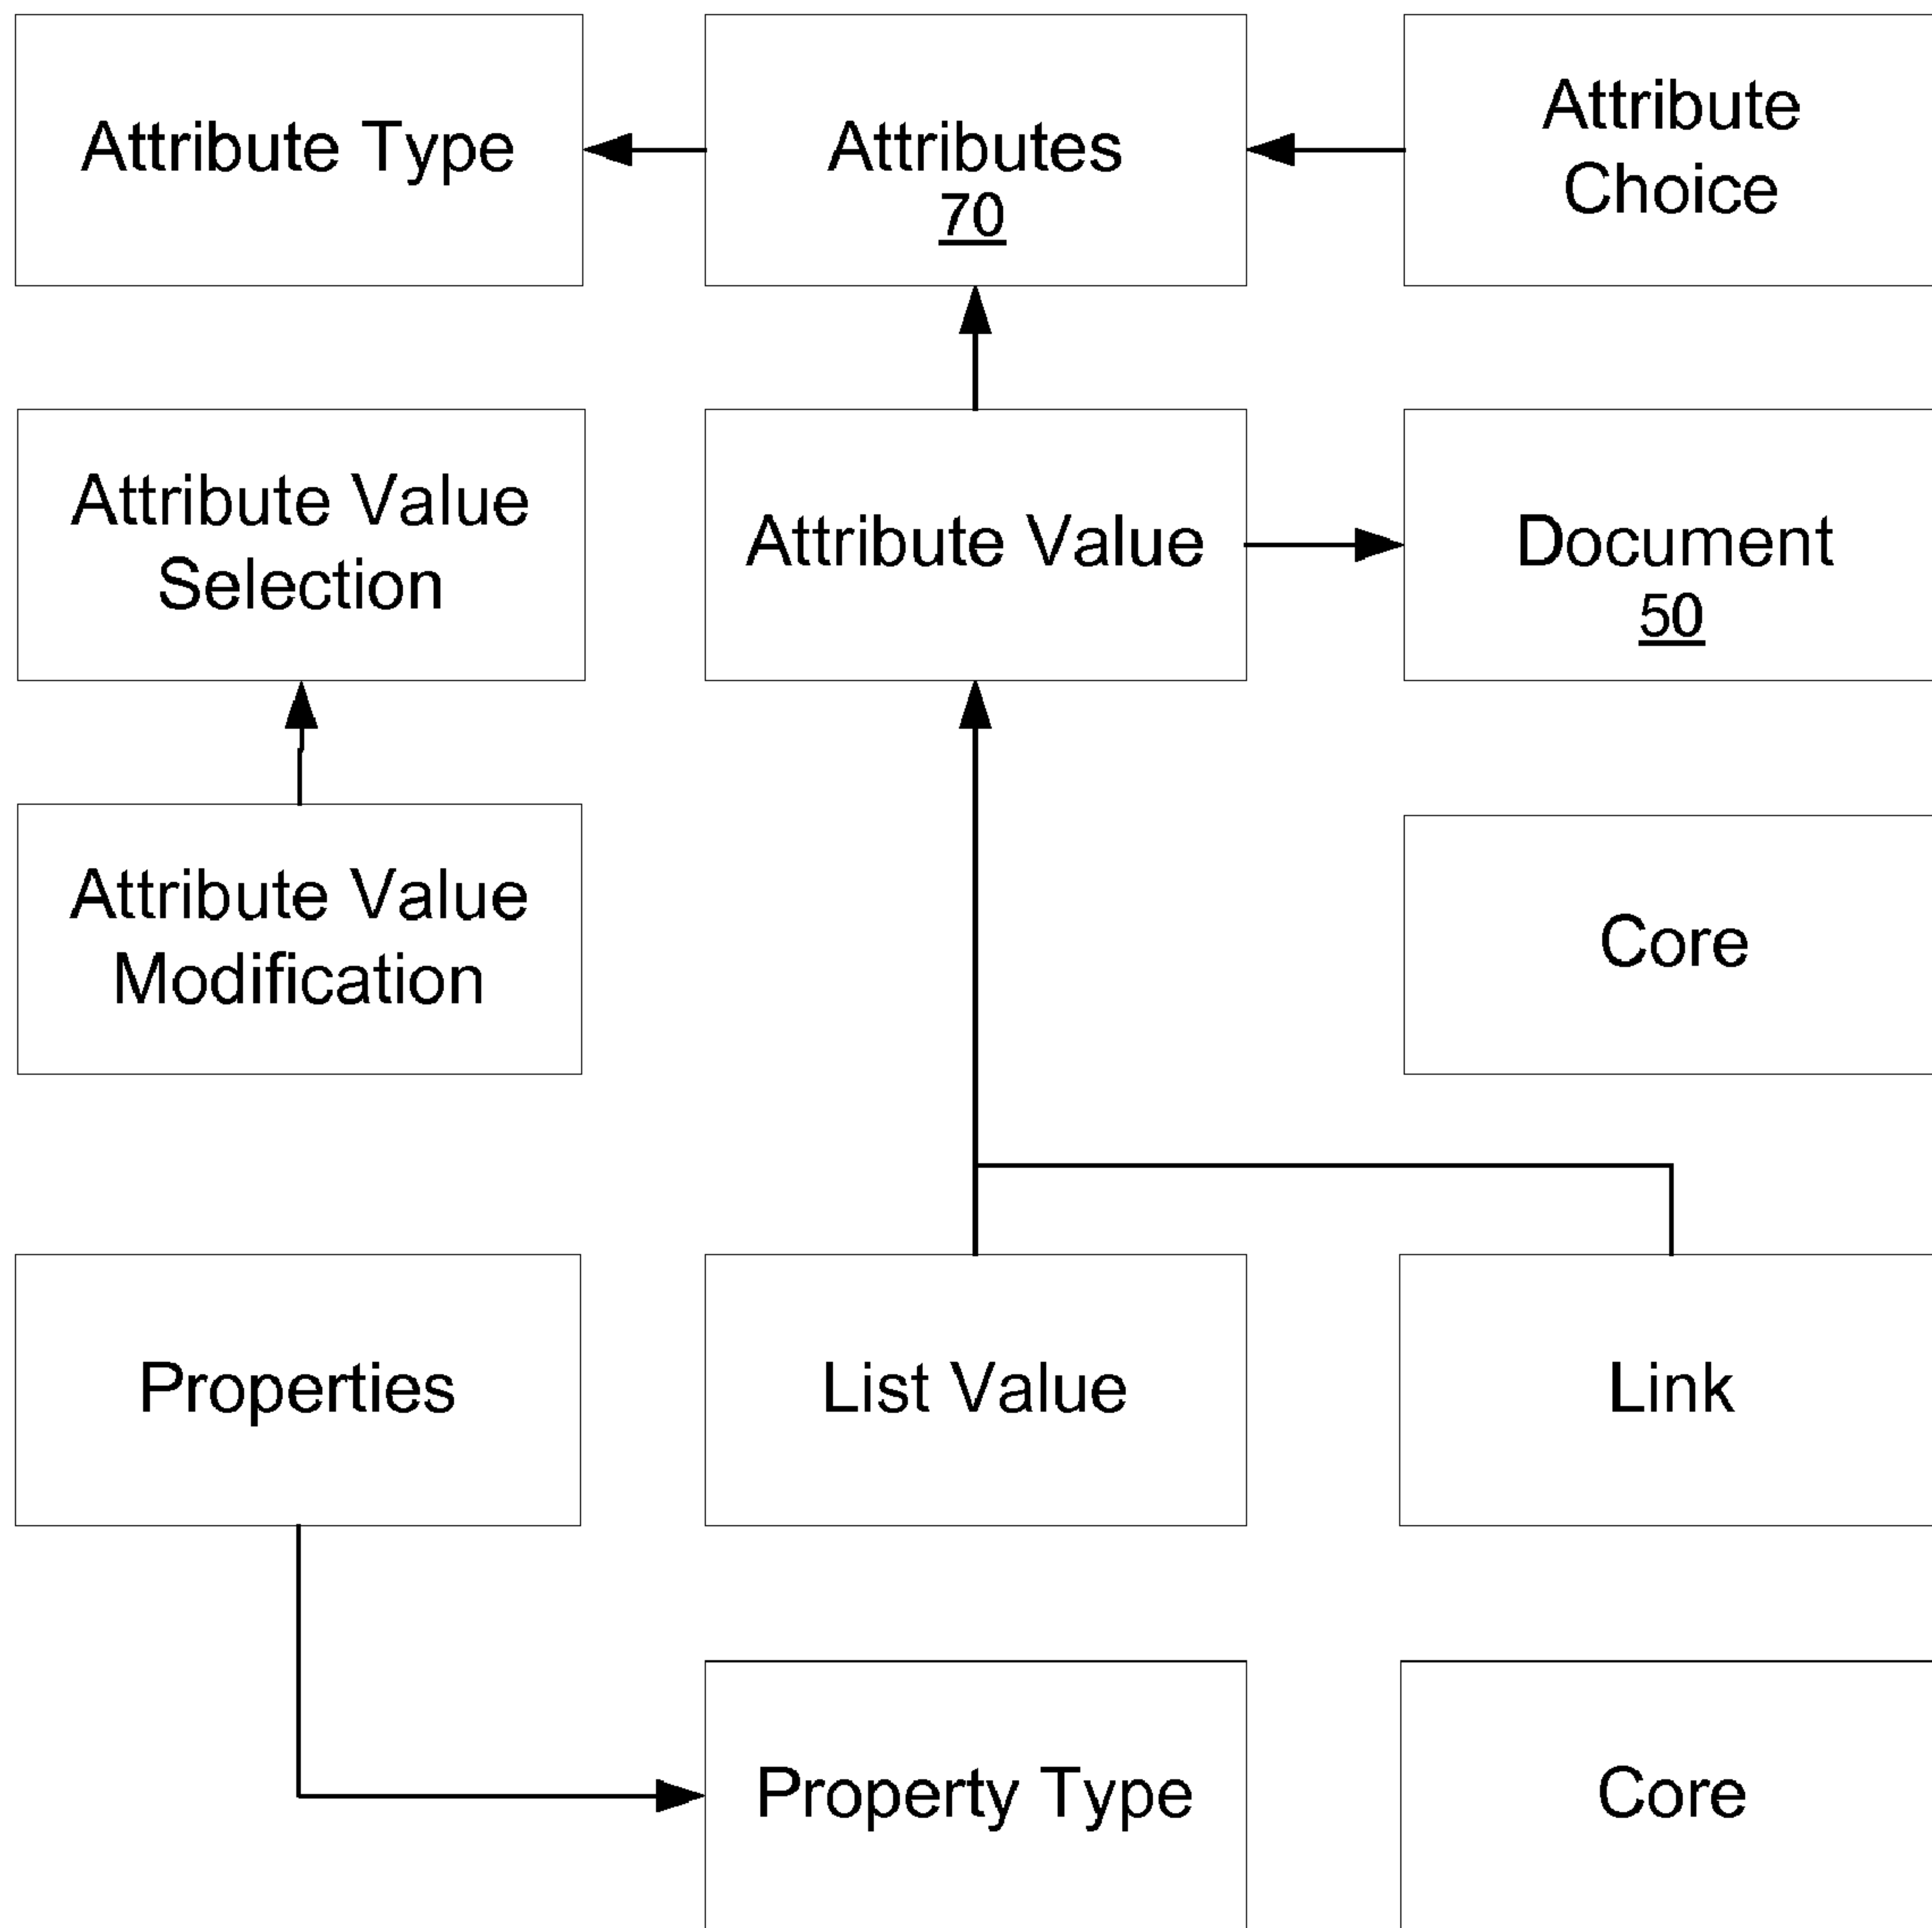 Attribute Type
Attributes
70
Attribute
Choice
Attribute Value
Selection
Attribute Value
Document
50
Attribute Value
Modification
Core
Properties
List Value
Link
Property Type
Core